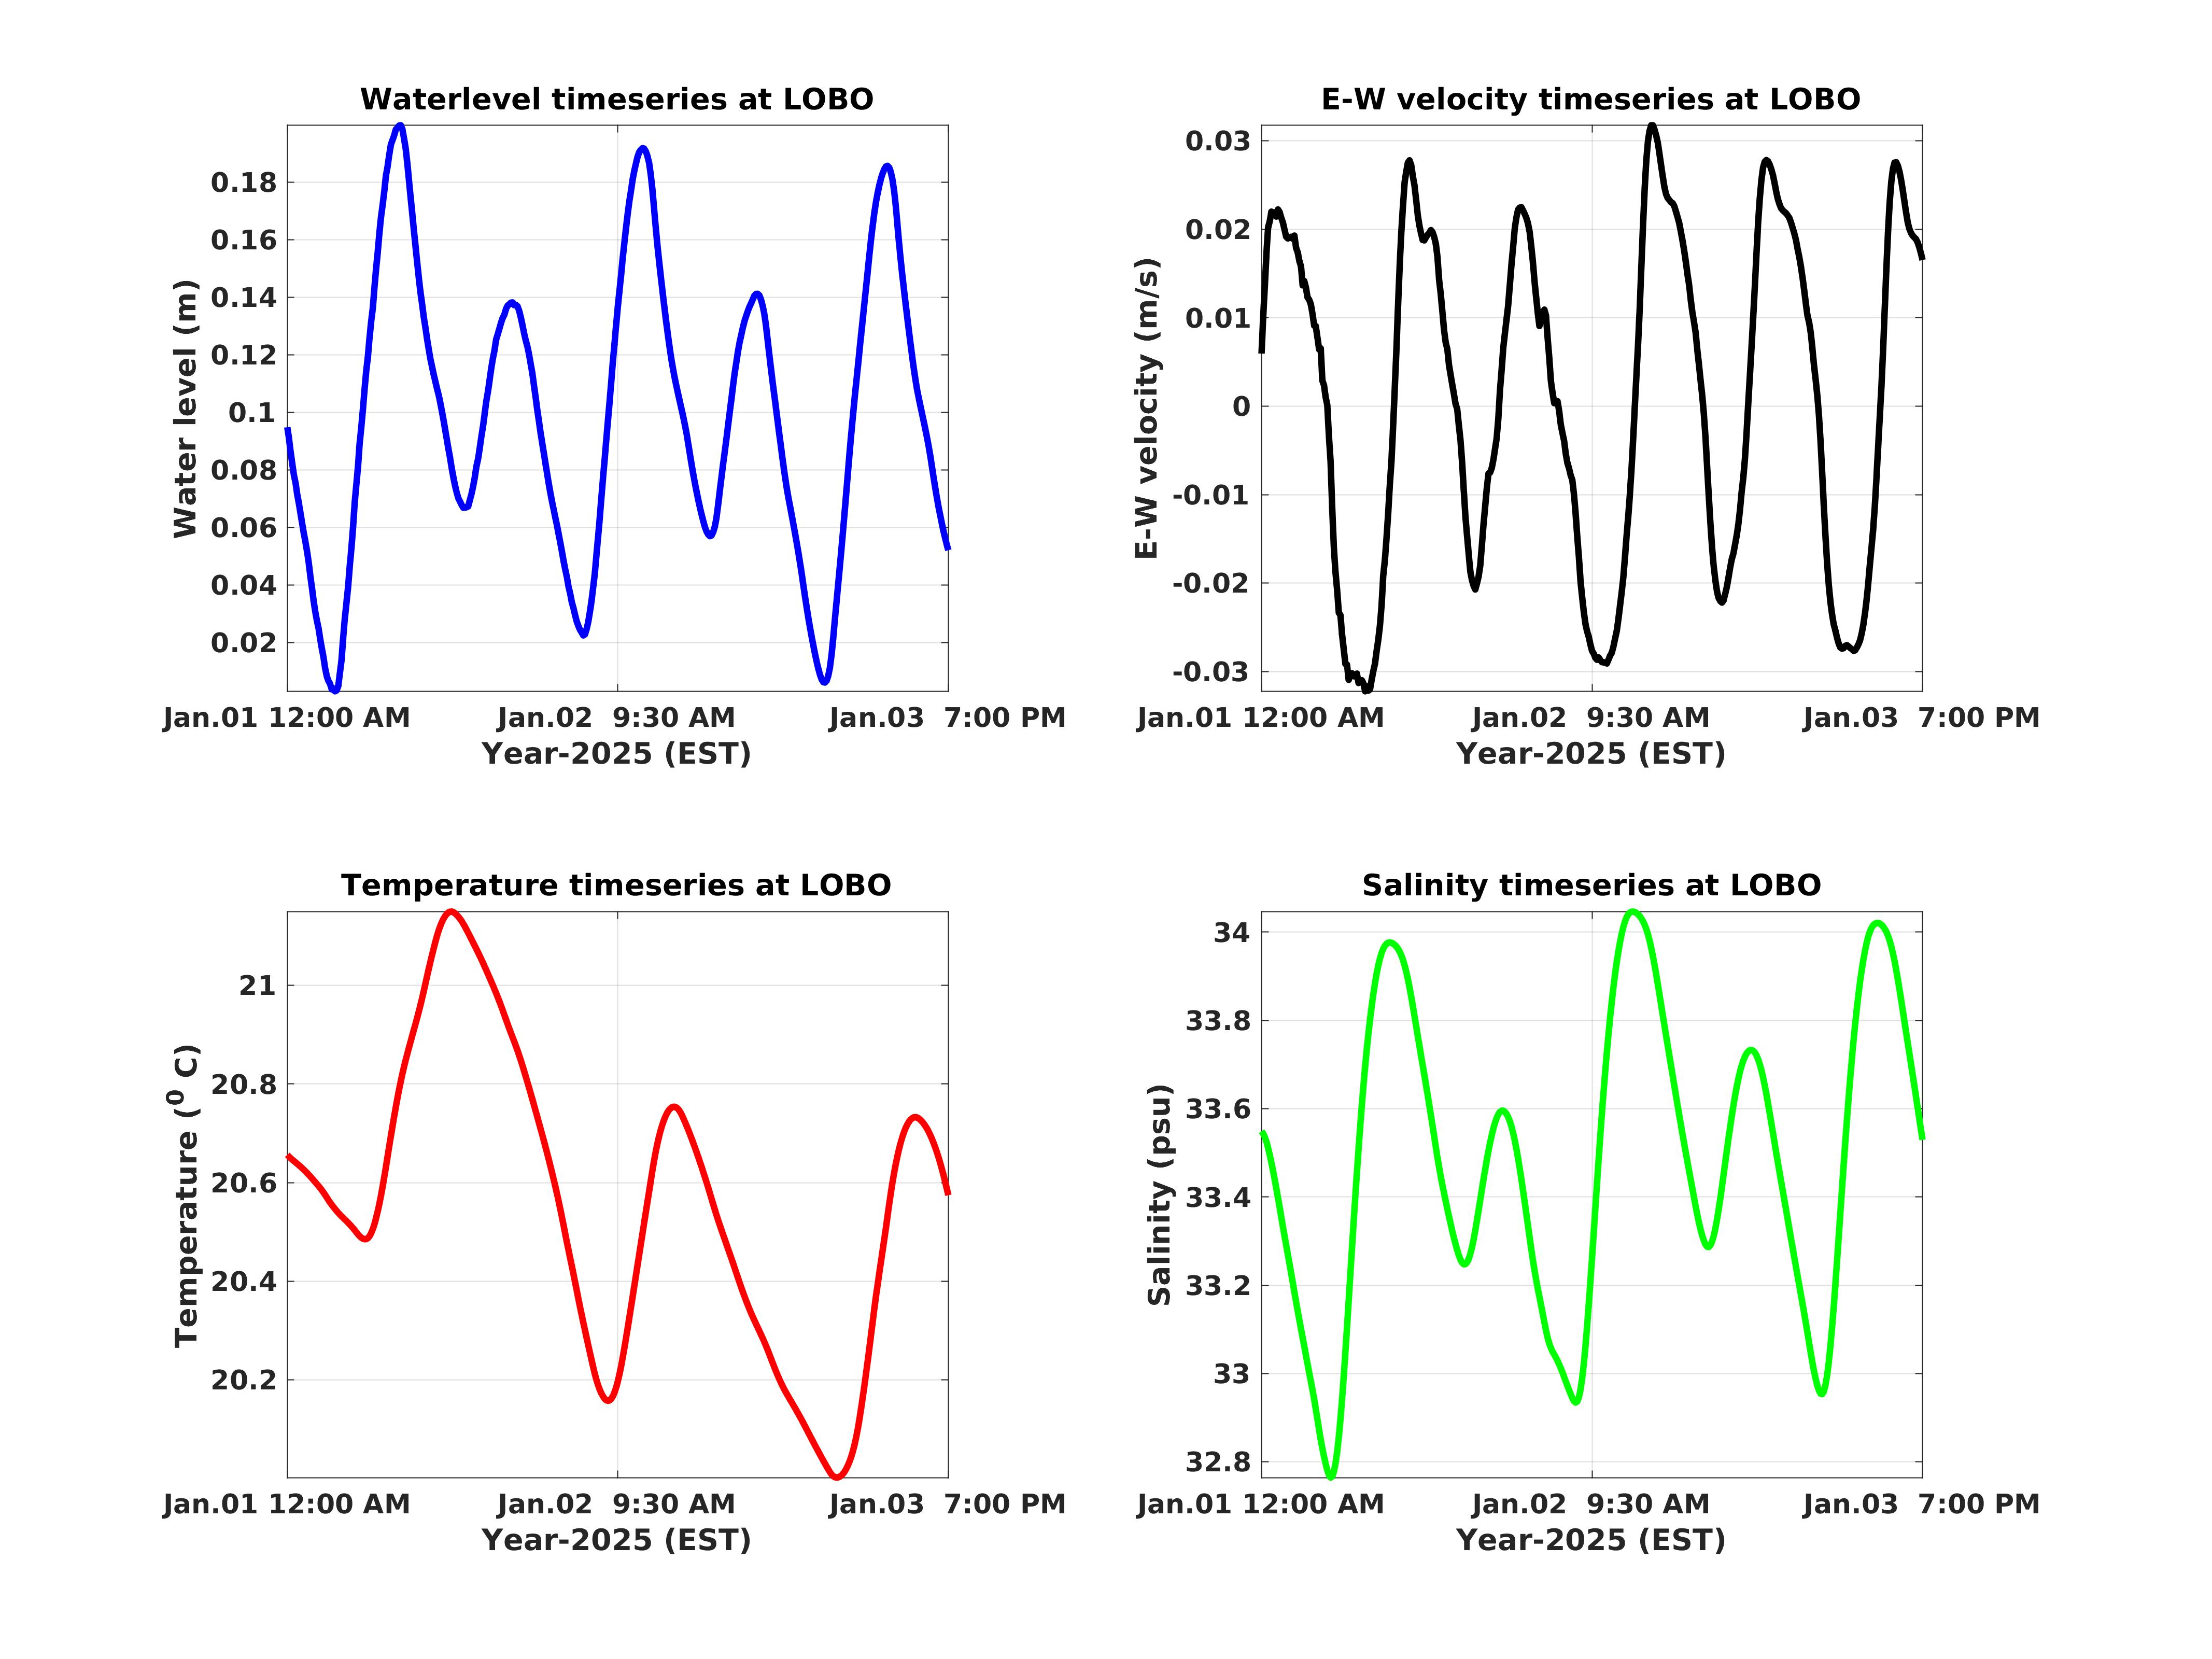 Waterlevel timeseries at LOBO
Water level (m)
0.18
0.16
0.14
0.12
0.1
0.08
0.06
0.04
0.02
Jan.01 12:00 AM
Jan.02  9:30 AM
Jan.03  7:00 PM
Year-2025 (EST)
E-W velocity timeseries at LOBO
E-W velocity (m/s)
0.03
0.02
0.01
0
-0.01
-0.02
-0.03
Jan.01 12:00 AM
Jan.02  9:30 AM
Jan.03  7:00 PM
Year-2025 (EST)
Temperature timeseries at LOBO
Temperature (⁰ C)
21
20.8
20.6
20.4
20.2
Jan.01 12:00 AM
Jan.02  9:30 AM
Jan.03  7:00 PM
Year-2025 (EST)
Salinity timeseries at LOBO
Salinity (psu)
34
33.8
33.6
33.4
33.2
33
32.8
Jan.01 12:00 AM
Jan.02  9:30 AM
Jan.03  7:00 PM
Year-2025 (EST)